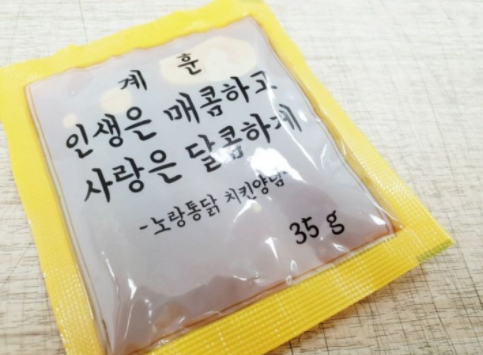 계 훈
인생은 매콤하고
사랑은 달콤하게
-노랑통닭 치킨양념-
35 g